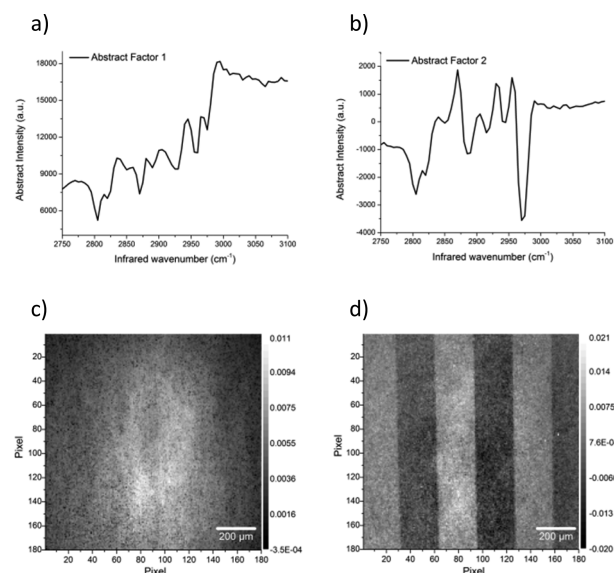 a)
Abstract Factor 1
18000
15000
12000
9000
6000
Abstract Intensity (a.u.)
2750 2800 2850 2900 2950 3000 3050 3100
Infrared wavenumber (cm⁻¹)
b)
Abstract Factor 2
2000
1000
0
-1000
-2000
-3000
-4000
Abstract Intensity (a.u.)
2750 2800 2850 2900 2950 3000 3050 3100
Infrared wavenumber (cm⁻¹)
c)
20
40
60
80
100
120
140
160
180
Pixel
20 40 60 80 100 120 140 160 180
Pixel
200 µm
0.011
0.0094
0.0072
0.0055
0.0036
0.0016
-3.5E-04
d)
20
40
60
80
100
120
140
160
180
Pixel
20 40 60 80 100 120 140 160 180
Pixel
200 µm
0.021
0.014
0.0075
7.6E-0
-0.006
-0.013
-0.020